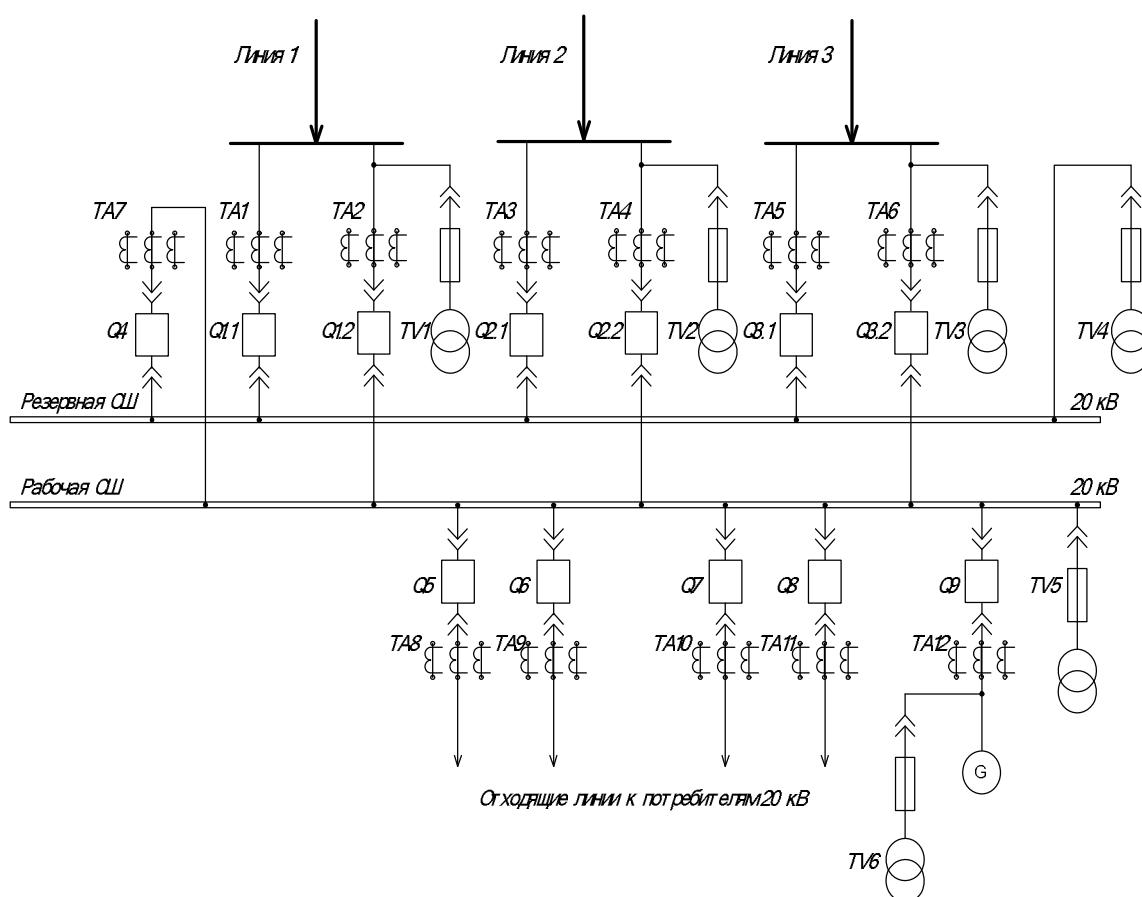 Линия 1
Линия 2
Линия 3
TA7
TA1
TA2
TA3
TA4
TA5
TA6
Q4
Q1.1
Q1.2
TV1
Q2.1
Q2.2
TV2
Q3.1
Q3.2
TV3
TV4
Резервная СШ
20 кВ
Рабочая СШ
20 кВ
Q5
Q6
Q7
Q8
Q9
TV5
TA8
TA9
TA10
TA11
TA12
G
Отходящие линии к потребителям 20 кВ
TV6